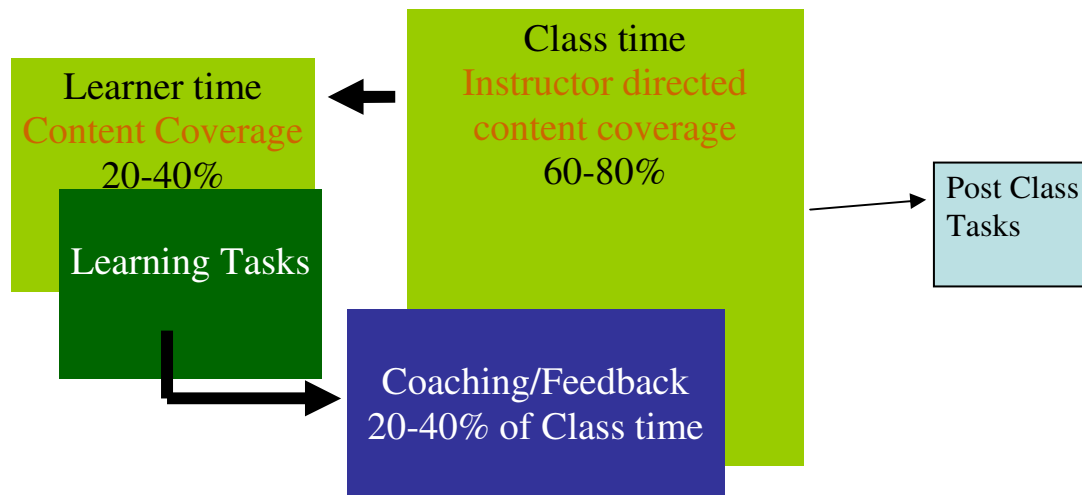 Learner time
Content Coverage
20-40%
Learning Tasks
Class time
Instructor directed
content coverage
60-80%
Coaching/Feedback
20-40% of Class time
Post Class
Tasks